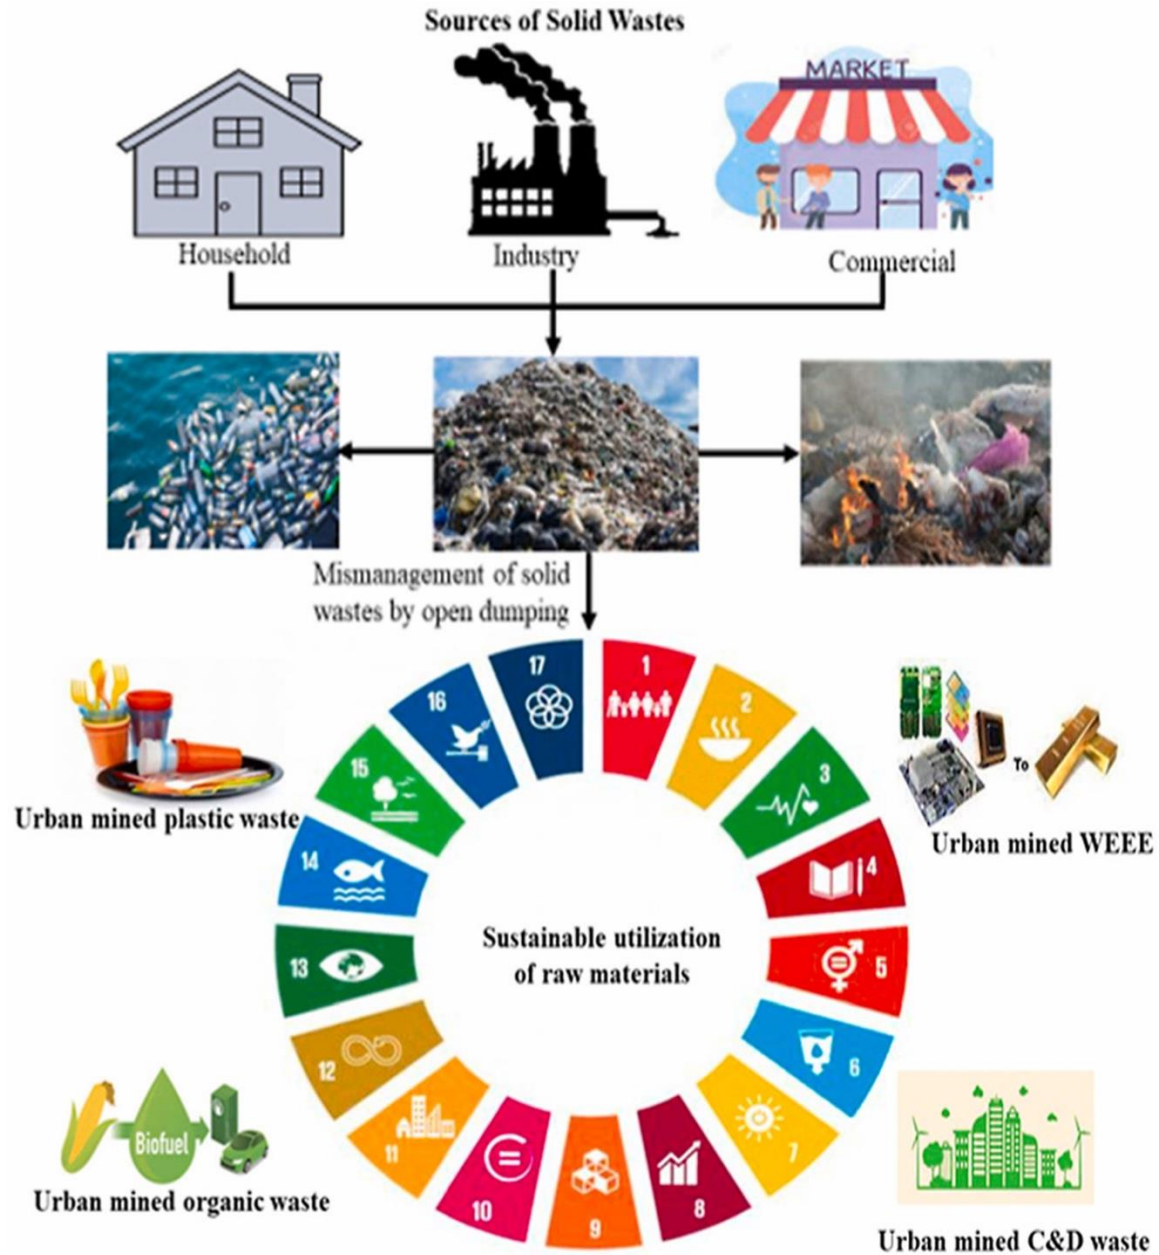 Sources of Solid Wastes
MARKET
Household
Industry
Commercial
Mismanagement of solid
wastes by open dumping
17
1
16
2
15
3
14
4
13
5
12
6
11
7
10
9
8
Sustainable utilization
of raw materials
Urban mined plastic waste
To
Urban mined WEEE
Biofuel
Urban mined organic waste
Urban mined C&D waste